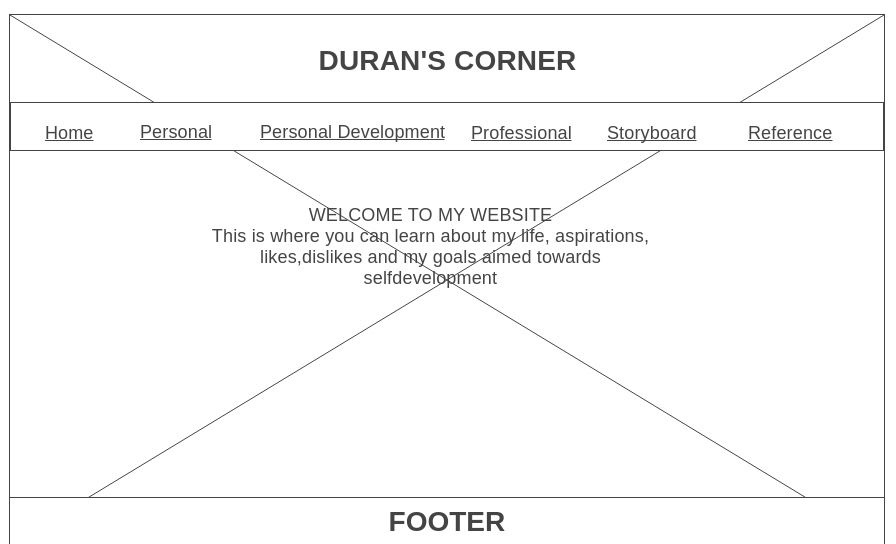 DURAN'S CORNER
Home Personal Personal Development Professional Storyboard Reference
WELCOME TO MY WEBSITE
This is where you can learn about my life, aspirations,
likes,dislikes and my goals aimed towards
selfdevelopment
FOOTER